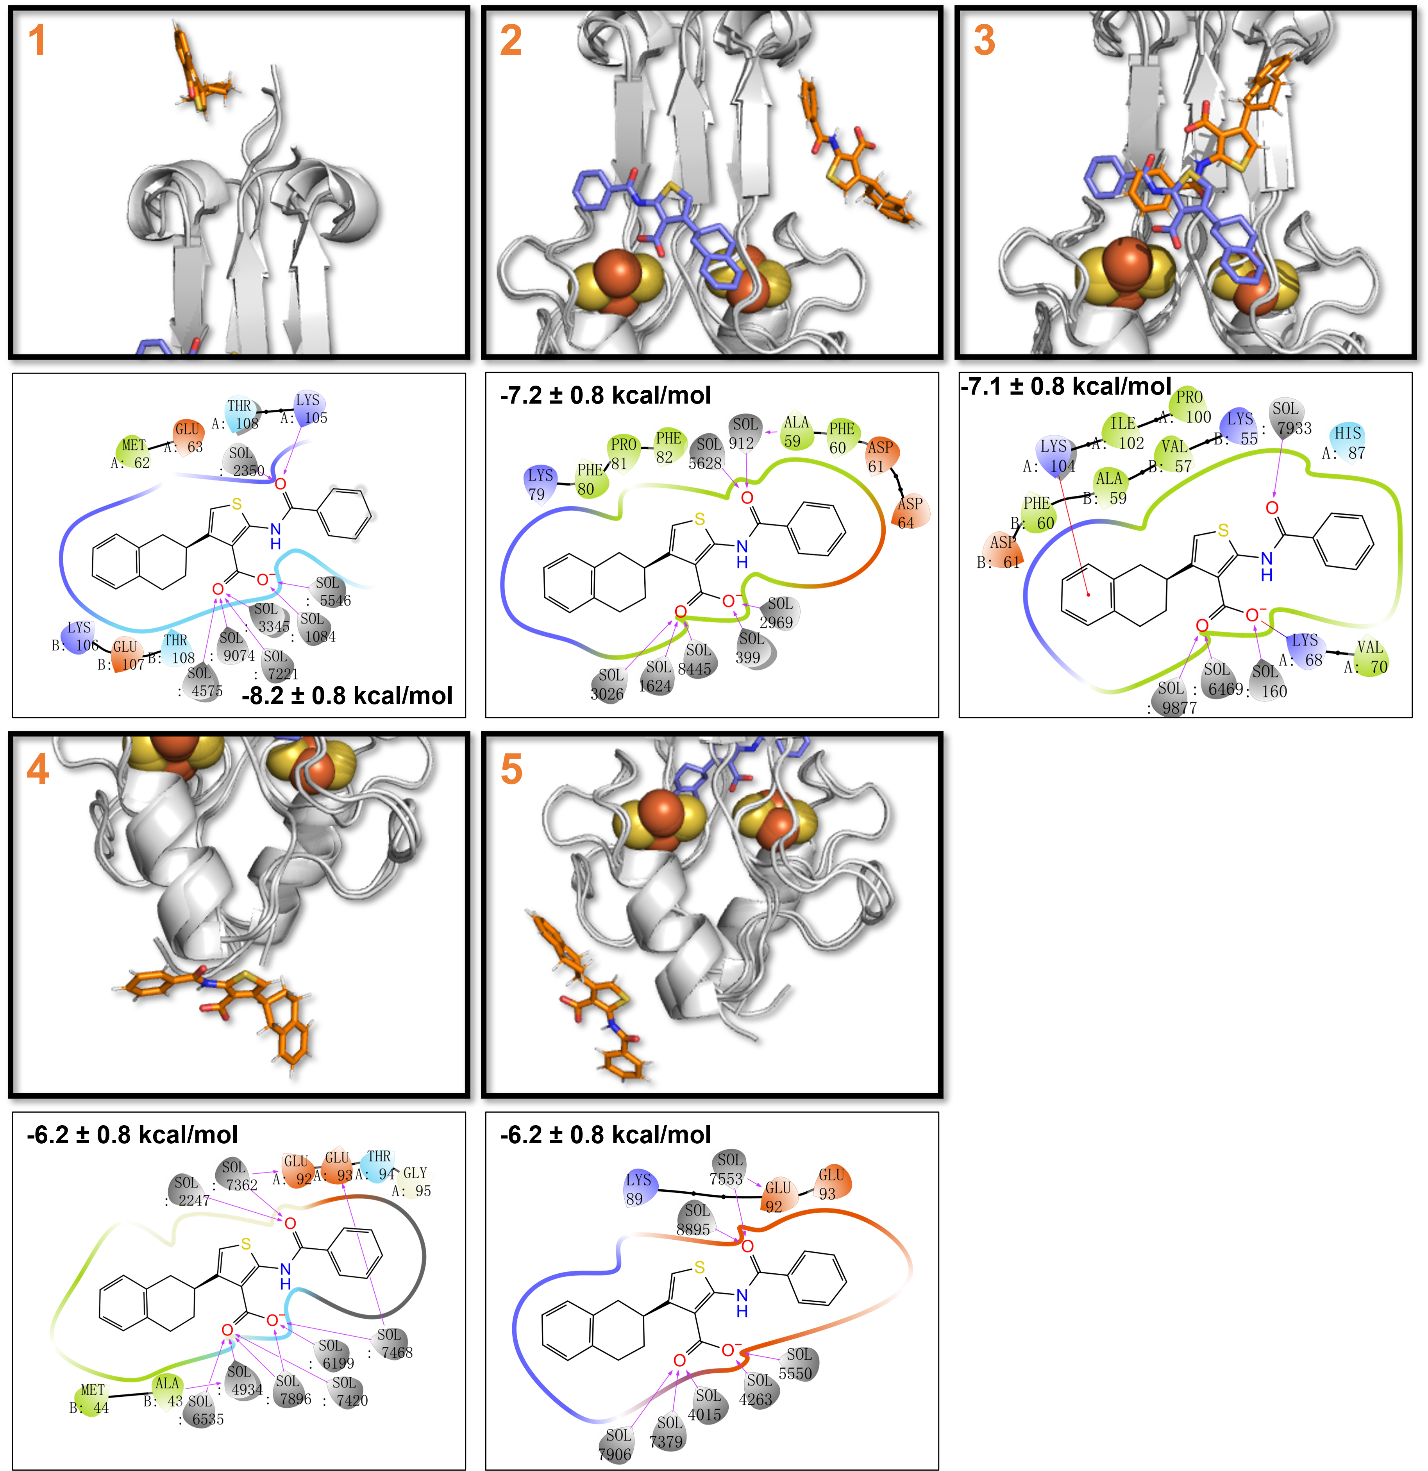 1
2
3
THR
A: 108
LYS
A: 105
GLU
A: 63
MET
A: 62
SOL
: 2350
O
S
N
H
O
O-
SOL
: 5546
SOL
: 3345
SOL
: 1084
SOL
: 9074
SOL
: 7221
SOL
: 4575
LYS
B: 106
GLU
B: 107
THR
B: 108
-8.2 ± 0.8 kcal/mol
-7.2 ± 0.8 kcal/mol
LYS
79
PHE
80
PRO
81
PHE
82
SOL
5628
SOL
912
ALA
59
PHE
60
ASP
61
ASP
64
O
S
N
H
O
O-
SOL
2969
SOL
399
SOL
8445
SOL
1624
SOL
3026
-7.1 ± 0.8 kcal/mol
PRO
A: 100
ILE
A: 102
LYS
A: 104
LYS
B: 55
VAL
B: 57
ALA
B: 59
PHE
B: 60
ASP
B: 61
SOL
: 7933
HIS
A: 87
O
S
N
H
O
O-
LYS
A: 68
VAL
A: 70
SOL
: 160
SOL
: 6469
SOL
: 9877
4
5
-6.2 ± 0.8 kcal/mol
SOL
: 2247
SOL
: 7362
GLU
A: 92
GLU
A: 93
THR
A: 94
GLY
A: 95
O
S
N
H
O
O-
SOL
: 7468
SOL
: 6199
SOL
: 7420
SOL
: 7896
SOL
: 4934
SOL
: 6535
ALA
B: 43
MET
B: 44
-6.2 ± 0.8 kcal/mol
LYS
89
SOL
7553
GLU
92
GLU
93
SOL
8895
O
S
N
H
O
O-
SOL
5550
SOL
4263
SOL
4015
SOL
7379
SOL
7906